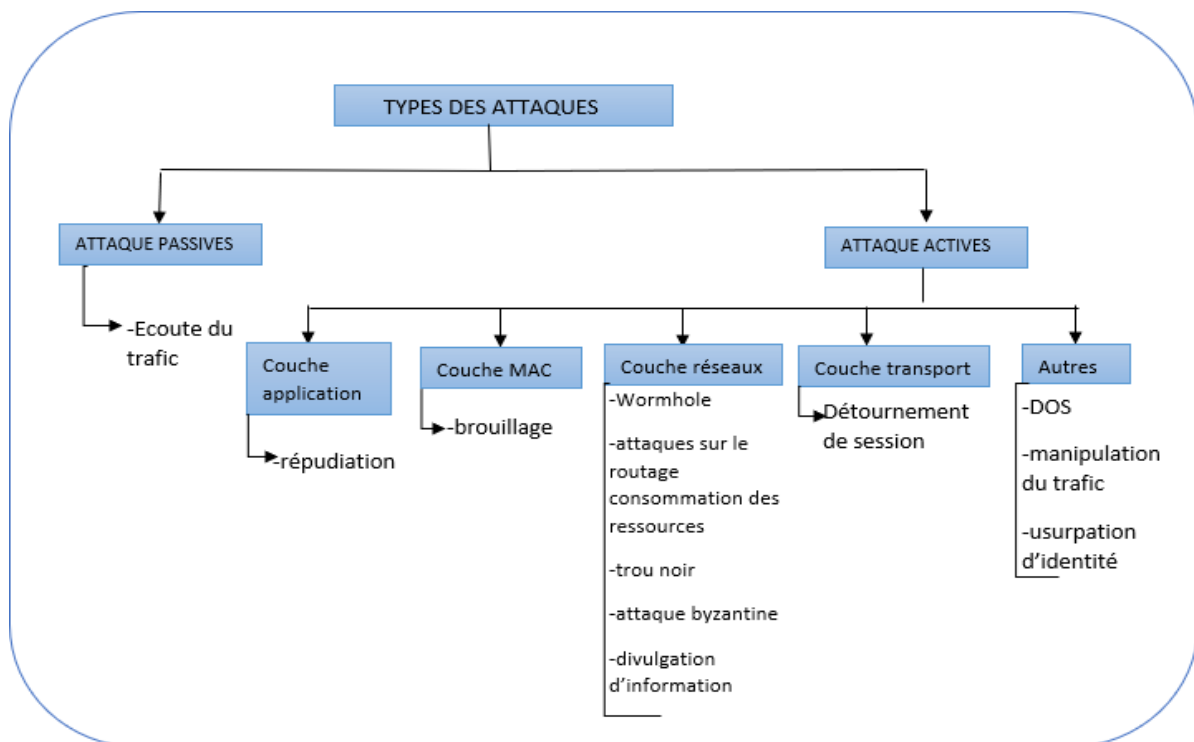 TYPES DES ATTAQUES
ATTAQUE PASSIVES
ATTAQUE ACTIVES
-Ecoute du
trafic
Couche
application
-répudiation
Couche MAC
-brouillage
Couche réseaux
-Wormhole
-attaques sur le
routage
consommation des
ressources
-trou noir
-attaque byzantine
-divulgation
d’information
Couche transport
Détournement
de session
Autres
-DOS
-manipulation
du trafic
-usurpation
d’identité